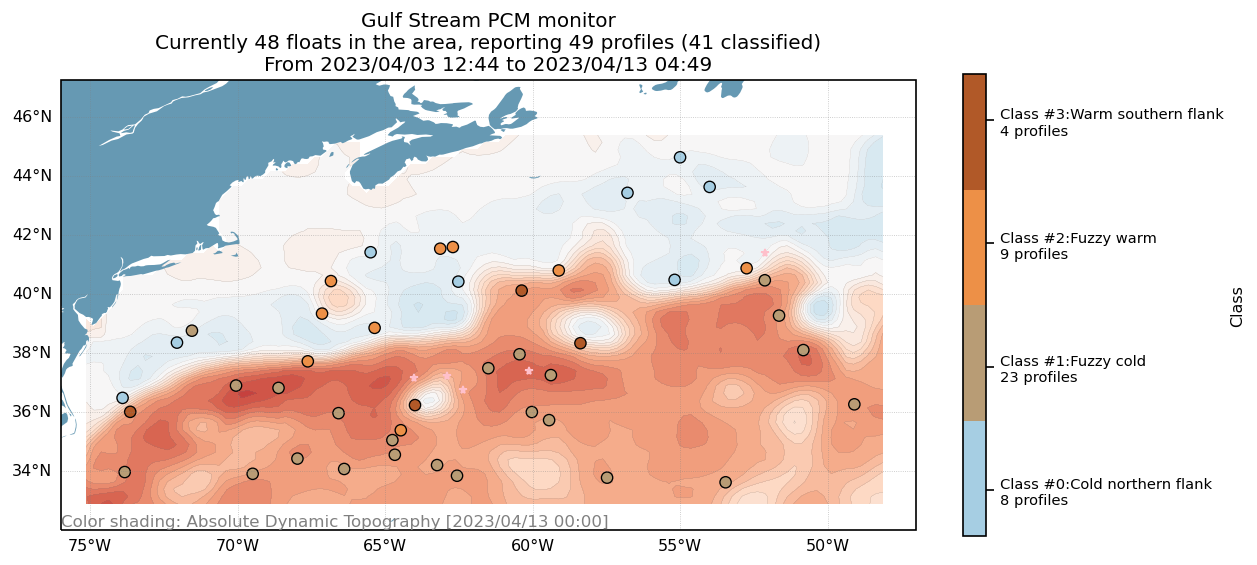 Gulf Stream PCM monitor
Currently 48 floats in the area, reporting 49 profiles (41 classified)
From 2023/04/03 12:44 to 2023/04/13 04:49
46°N
44°N
42°N
40°N
38°N
36°N
34°N
Color shading: Absolute Dynamic Topography [2023/04/13 00:00]
75°W
70°W
65°W
60°W
55°W
50°W
Class #3:Warm southern flank
4 profiles
Class #2:Fuzzy warm
9 profiles
Class #1:Fuzzy cold
23 profiles
Class #0:Cold northern flank
8 profiles
Class